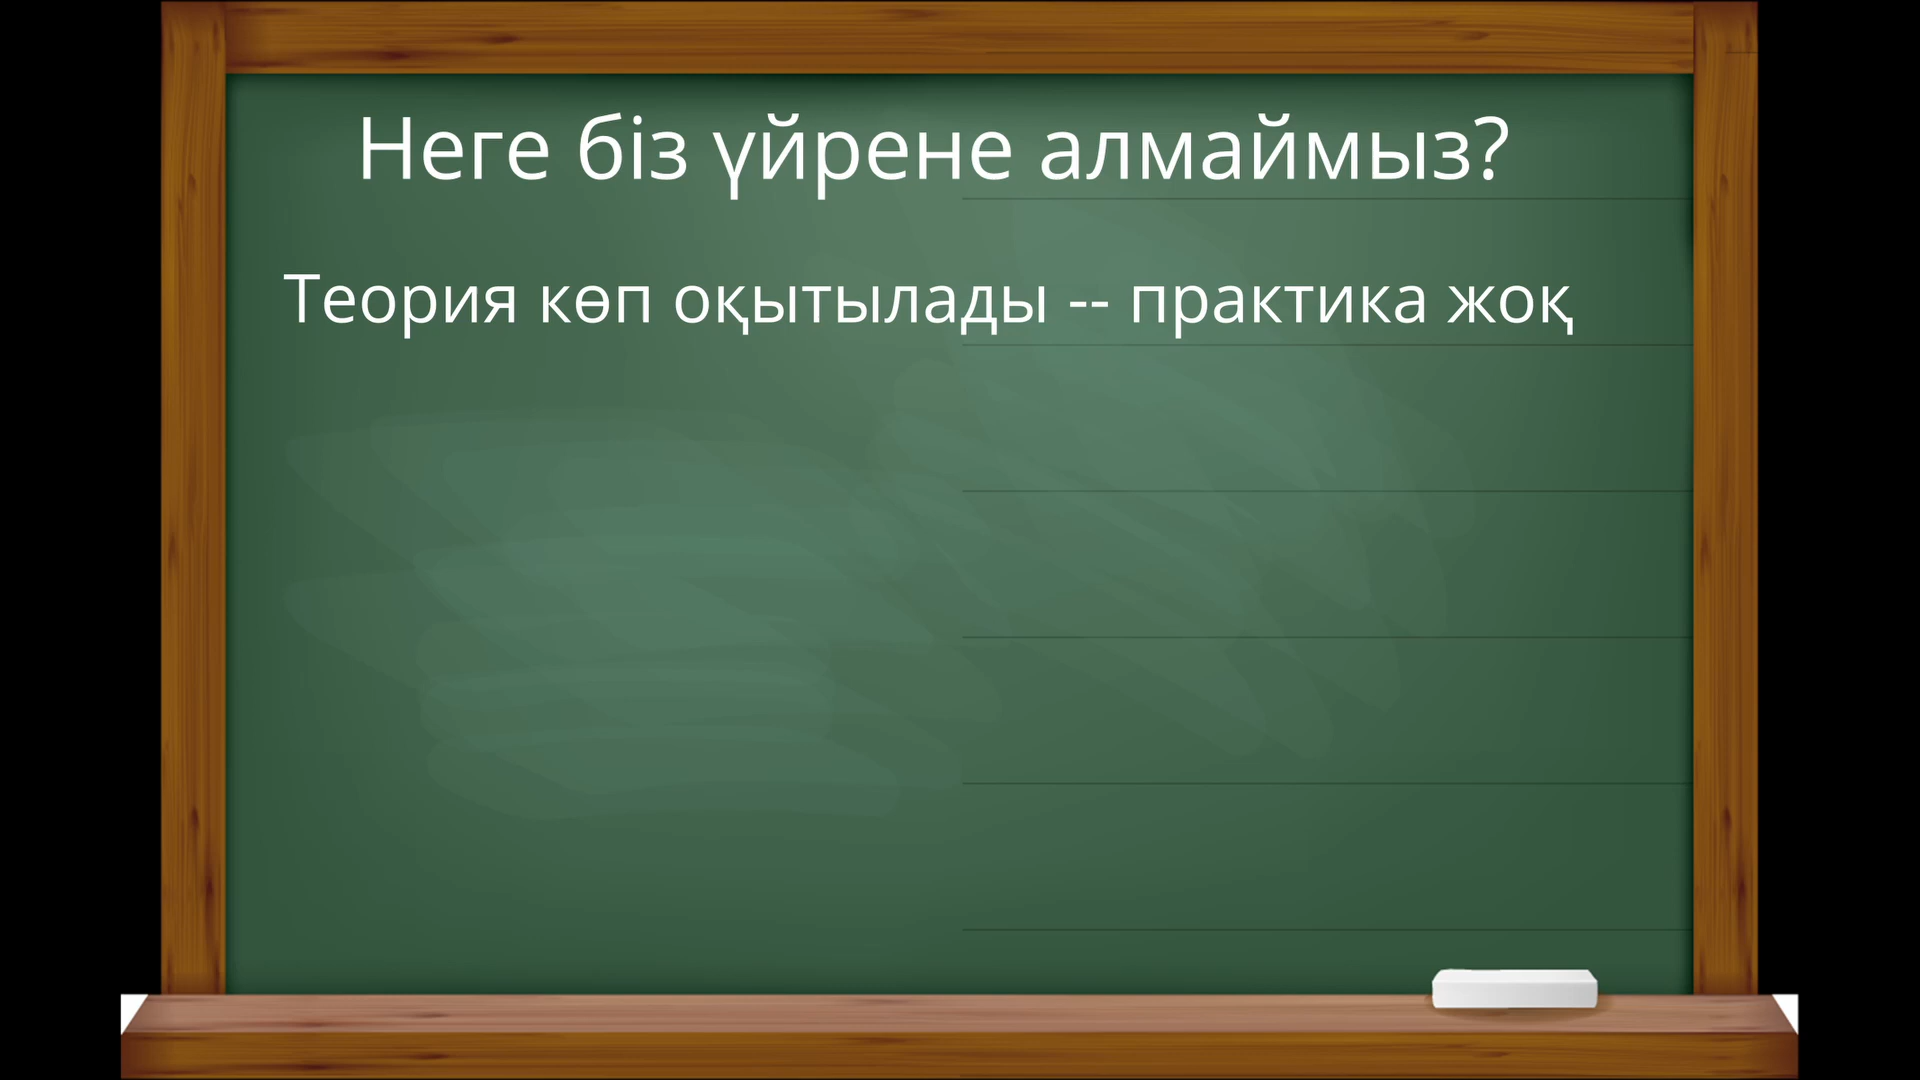 Неге біз үйрене алмаймыз?
Теория көп оқытылады -- практика жоқ